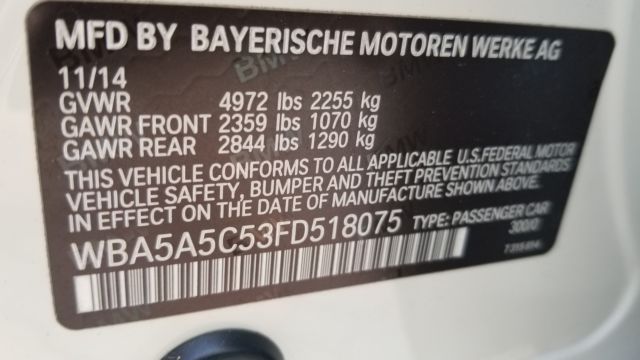 MFD BY BAYERISCHE MOTOREN WERKE AG
11/14
GVWR 4972 lbs 2255 kg
GAWR FRONT 2359 lbs 1070 kg
GAWR REAR 2844 lbs 1290 kg
THIS VEHICLE CONFORMS TO ALL APPLICABLE U.S.FEDERAL MOTOR
VEHICLE SAFETY, BUMPER AND THEFT PREVENTION STANDARDS
IN EFFECT ON THE DATE OF MANUFACTURE SHOWN ABOVE.
WBA5A5C53FD518075 TYPE: PASSENGER CAR
300/0